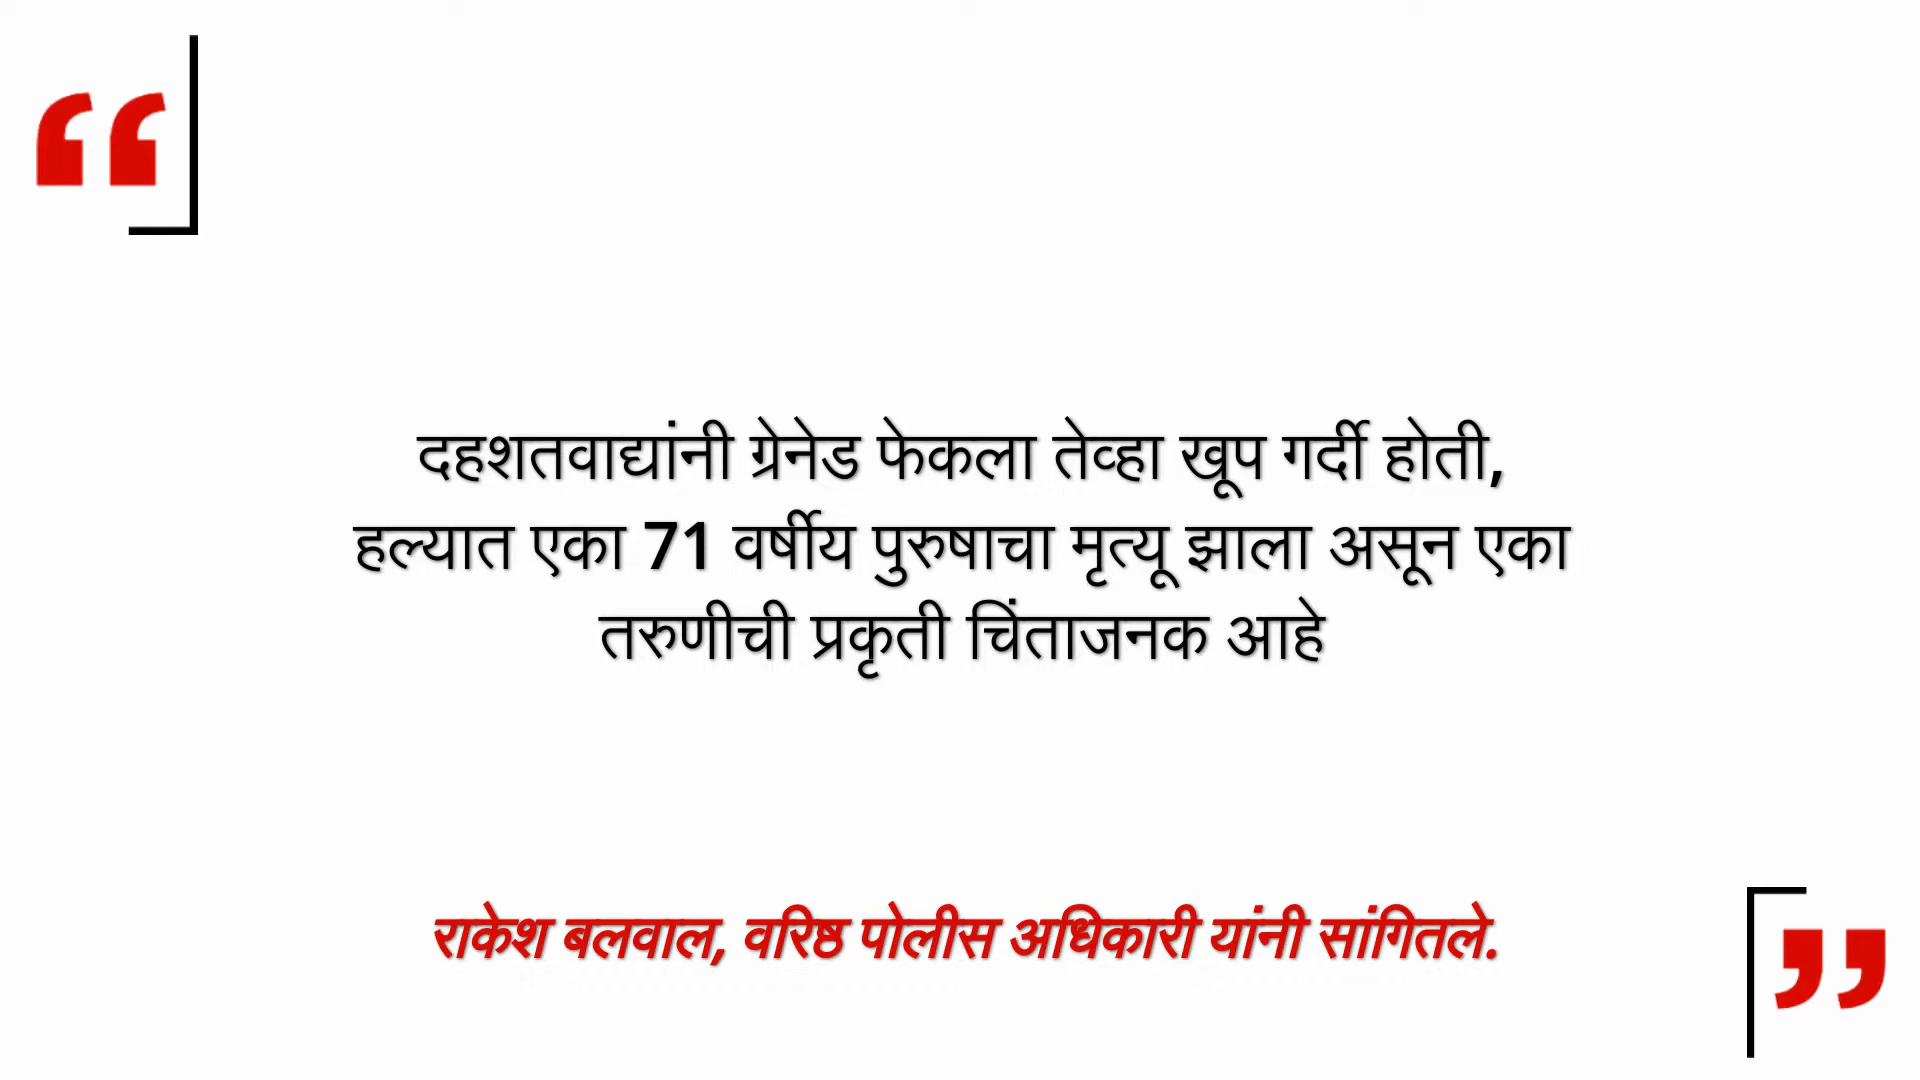 दहशतवाद्यांनी ग्रेनेड फेकला तेव्हा खूप गर्दी होती,
हल्यात एका 71 वर्षीय पुरुषाचा मृत्यू झाला असून एका
तरुणीची प्रकृती चिंताजनक आहे
राकेश बलवाल, वरिष्ठ पोलीस अधिकारी यांनी सांगितले.